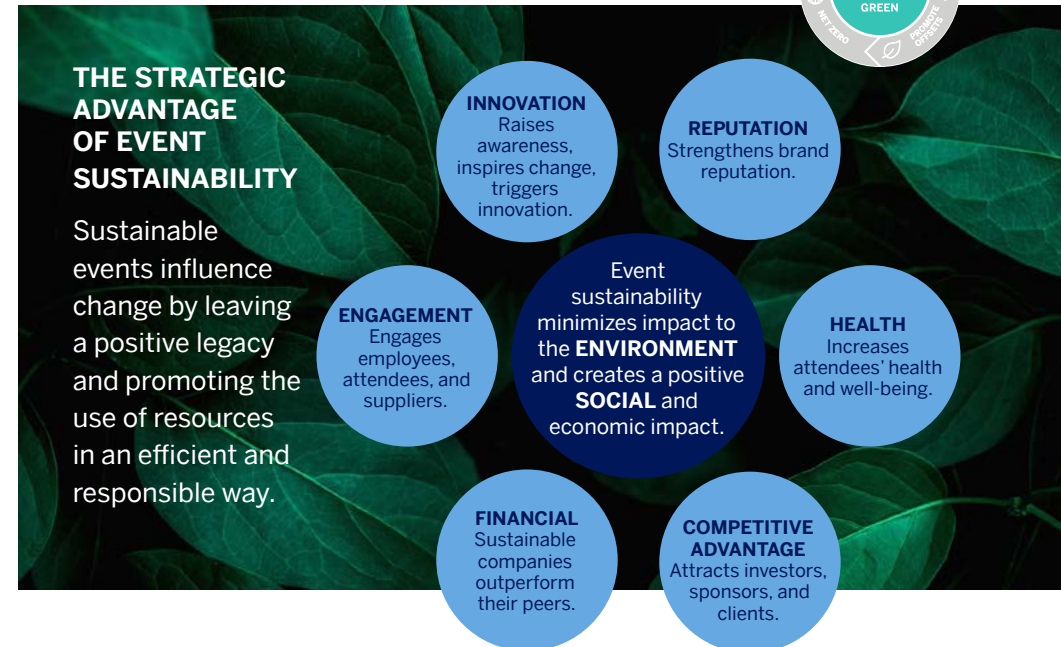 GREEN
NET ZERO
PROMOTE
OFFSETS
THE STRATEGIC
ADVANTAGE
OF EVENT
SUSTAINABILITY
Sustainable
events influence
change by leaving
a positive legacy
and promoting the
use of resources
in an efficient and
responsible way.
INNOVATION
Raises
awareness,
inspires change,
triggers
innovation.
REPUTATION
Strengthens brand
reputation.
ENGAGEMENT
Engages
employees,
attendees, and
suppliers.
Event
sustainability
minimizes impact to
the ENVIRONMENT
and creates a positive
SOCIAL and
economic impact.
HEALTH
Increases
attendees’ health
and well-being.
FINANCIAL
Sustainable
companies
outperform
their peers.
COMPETITIVE
ADVANTAGE
Attracts investors,
sponsors, and
clients.